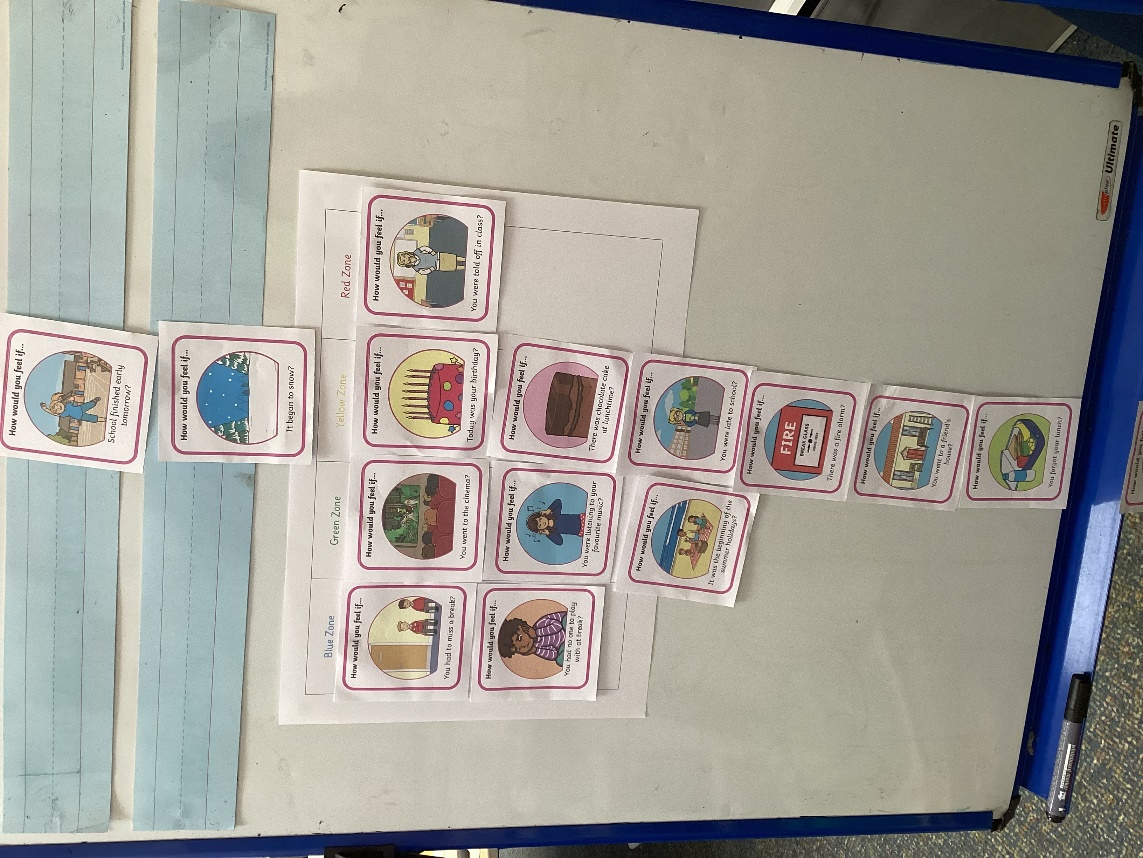 How would you feel if...
School finished early
tomorrow?
How would you feel if...
It began to snow?
Blue Zone
Green Zone
Yellow Zone
Red Zone
How would you feel if...
You had to miss a break?
How would you feel if...
You had no one to play
with at break?
How would you feel if...
You went to the cinema?
How would you feel if...
You were listening to your
favourite music?
How would you feel if...
It was the beginning of the
summer holidays?
How would you feel if...
Today was your birthday?
How would you feel if...
There was chocolate cake
at lunchtime?
How would you feel if...
You were late to school?
How would you feel if...
FIRE
BREAK GLASS
There was a fire alarm?
How would you feel if...
You went to a friend's
house?
How would you feel if...
You forgot your lunch?
How would you feel if...
You were told off in class?
Ultimate